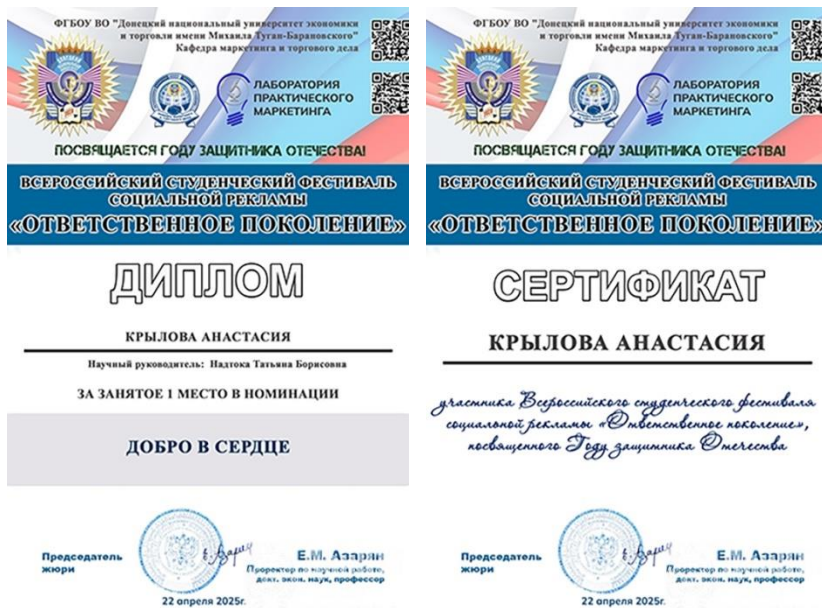 ФГБОУ ВО "Донецкий национальный университет экономики
и торговли имени Михаила Туган-Барановского"
Кафедра маркетинга и торгового дела
ЛАБОРАТОРИЯ
ПРАКТИЧЕСКОГО
МАРКЕТИНГА
ПОСВЯЩАЕТСЯ ГОДУ ЗАЩИТНИКА ОТЕЧЕСТВА!
ВСЕРОССИЙСКИЙ СТУДЕНЧЕСКИЙ ФЕСТИВАЛЬ
СОЦИАЛЬНОЙ РЕКЛАМЫ
«ОТВЕТСТВЕННОЕ ПОКОЛЕНИЕ»
ДИПЛОМ
КРЫЛОВА АНАСТАСИЯ
Научный руководитель: Надтока Татьяна Борисовна
ЗА ЗАНЯТОЕ 1 МЕСТО В НОМИНАЦИИ
ДОБРО В СЕРДЦЕ
Председатель
жюри
Е.М. Азарян
Проректор по научной работе,
докт. экон. наук, профессор
22 апреля 2025г.
ФГБОУ ВО "Донецкий национальный университет экономики
и торговли имени Михаила Туган-Барановского"
Кафедра маркетинга и торгового дела
ЛАБОРАТОРИЯ
ПРАКТИЧЕСКОГО
МАРКЕТИНГА
ПОСВЯЩАЕТСЯ ГОДУ ЗАЩИТНИКА ОТЕЧЕСТВА!
ВСЕРОССИЙСКИЙ СТУДЕНЧЕСКИЙ ФЕСТИВАЛЬ
СОЦИАЛЬНОЙ РЕКЛАМЫ
«ОТВЕТСТВЕННОЕ ПОКОЛЕНИЕ»
СЕРТИФИКАТ
КРЫЛОВА АНАСТАСИЯ
участника Всероссийского студенческого фестиваля
социальной рекламы «Ответственное поколение»,
посвященного Году защитника Отечества
Председатель
жюри
Е.М. Азарян
Проректор по научной работе,
докт. экон. наук, профессор
22 апреля 2025г.